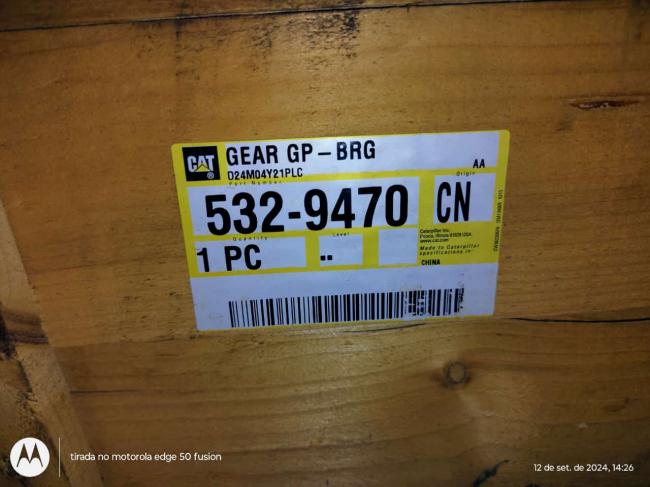 CAT
®
GEAR GP – BRG
D24M04Y21PLC
AA
Part Number
Origin
532-9470
CN
Quantity
Level
1 PC
..
Caterpillar Inc.
Peoria, Illinois 61629 USA
www.cat.com
Made to Caterpillar
specifications in:
CHINA
tirada no motorola edge 50 fusion
12 de set. de 2024, 14:26